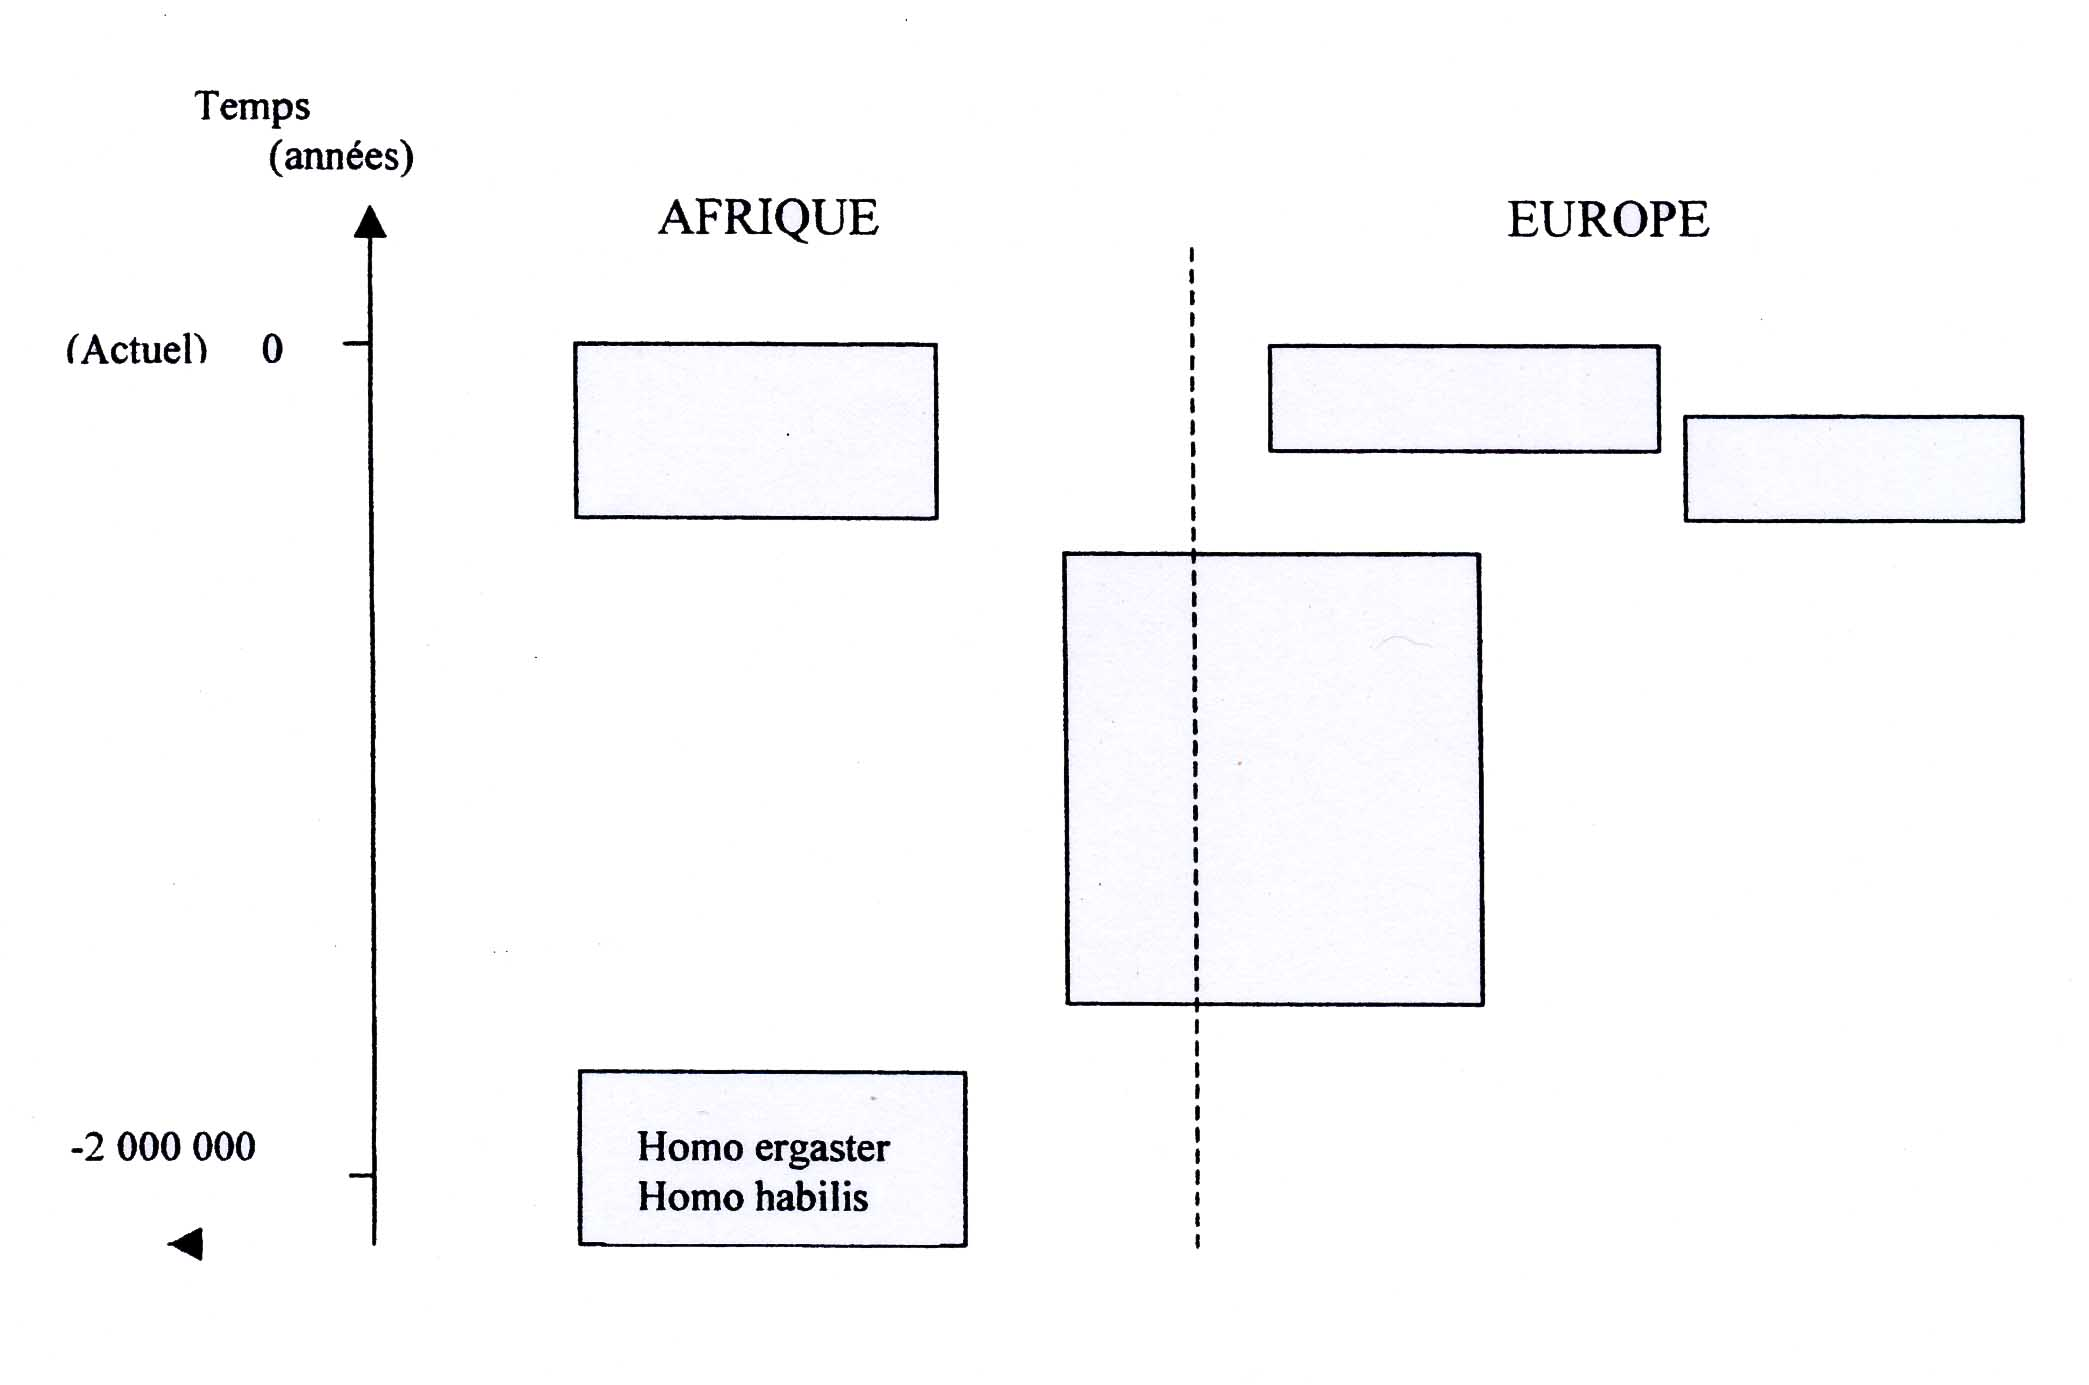 Temps
(années)
AFRIQUE
EUROPE
(Actuel) 0
-2 000 000
Homo ergaster
Homo habilis